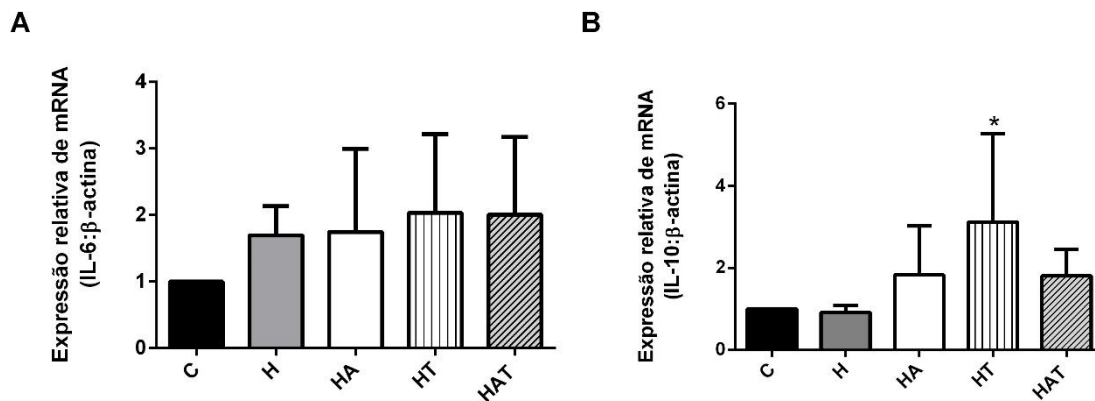 A
Expressão relativa de mRNA
(IL-6:β-actina)
4
3
2
1
0
C
H
HA
HT
HAT
B
Expressão relativa de mRNA
(IL-10:β-actina)
6
4
2
0
*
C
H
HA
HT
HAT